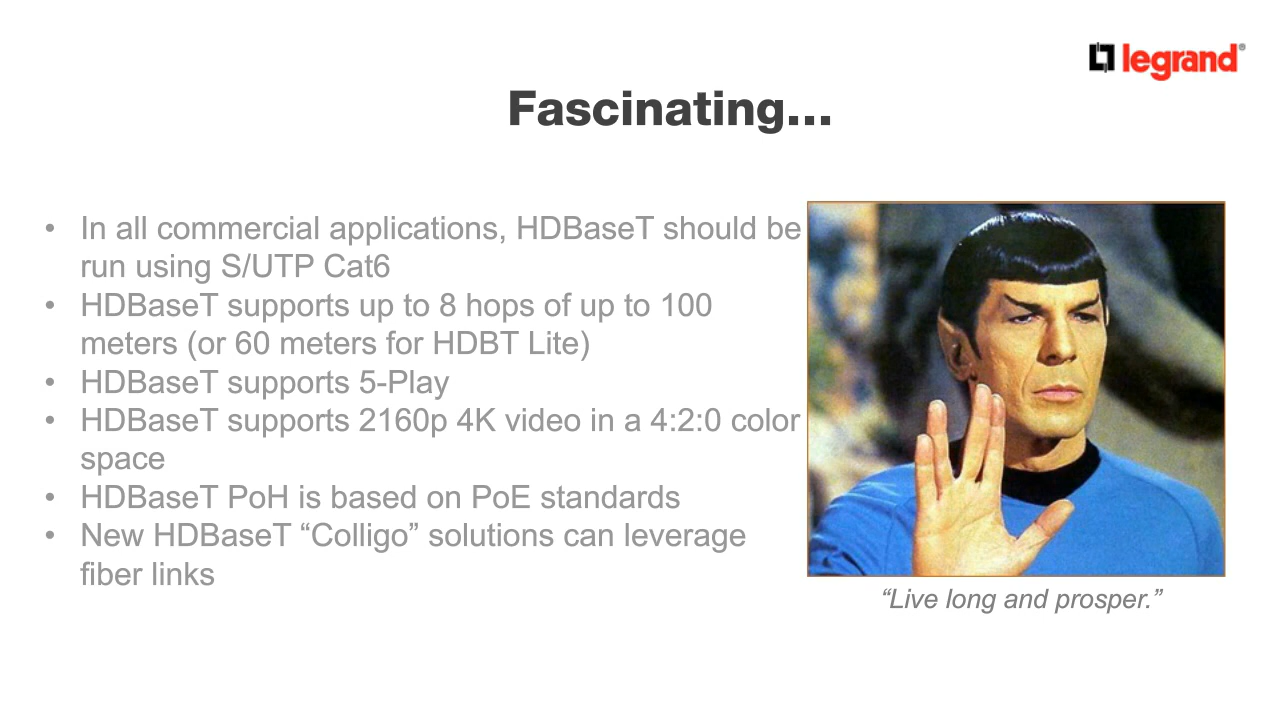 legrand®
Fascinating...
• In all commercial applications, HDBaseT should be
run using S/UTP Cat6
• HDBaseT supports up to 8 hops of up to 100
meters (or 60 meters for HDBT Lite)
• HDBaseT supports 5-Play
• HDBaseT supports 2160p 4K video in a 4:2:0 color
space
• HDBaseT PoH is based on PoE standards
• New HDBaseT “Colligo” solutions can leverage
fiber links
“Live long and prosper.”